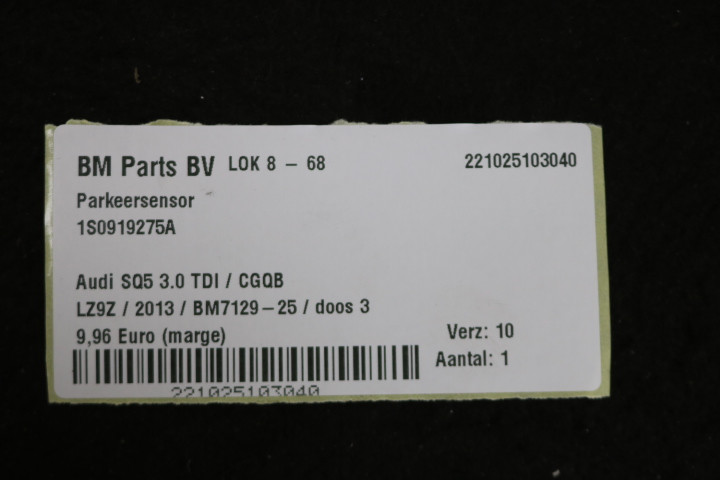 BM Parts BV LOK 8 - 68 221025103040
Parkeersensor
1S0919275A
Audi SQ5 3.0 TDI / CGQB
LZ9Z / 2013 / BM7129-25 / doos 3
9,96 Euro (marge) Verz: 10
Aantal: 1
221025103040